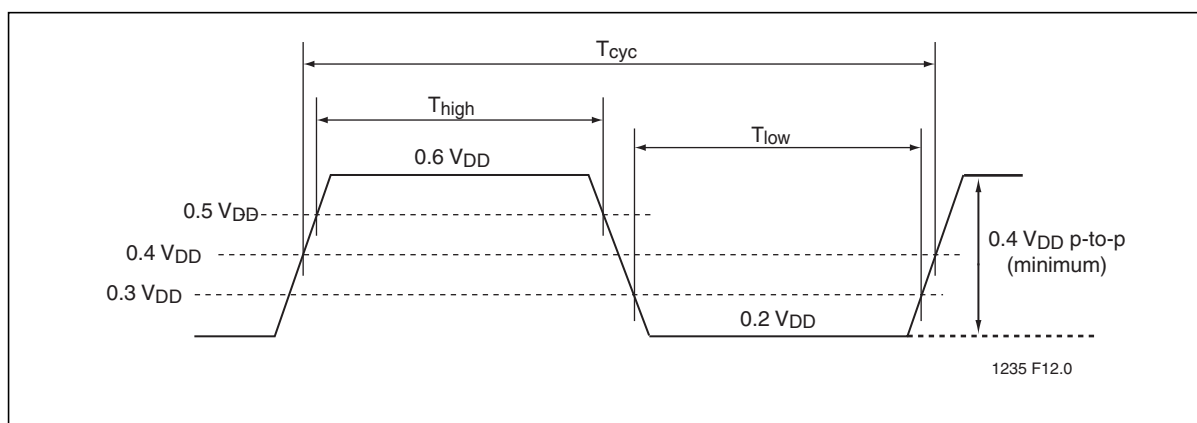 Tcyc
Thigh
Tlow
0.6 VDD
0.5 VDD
0.4 VDD
0.4 VDD p-to-p
(minimum)
0.3 VDD
0.2 VDD
1235 F12.0